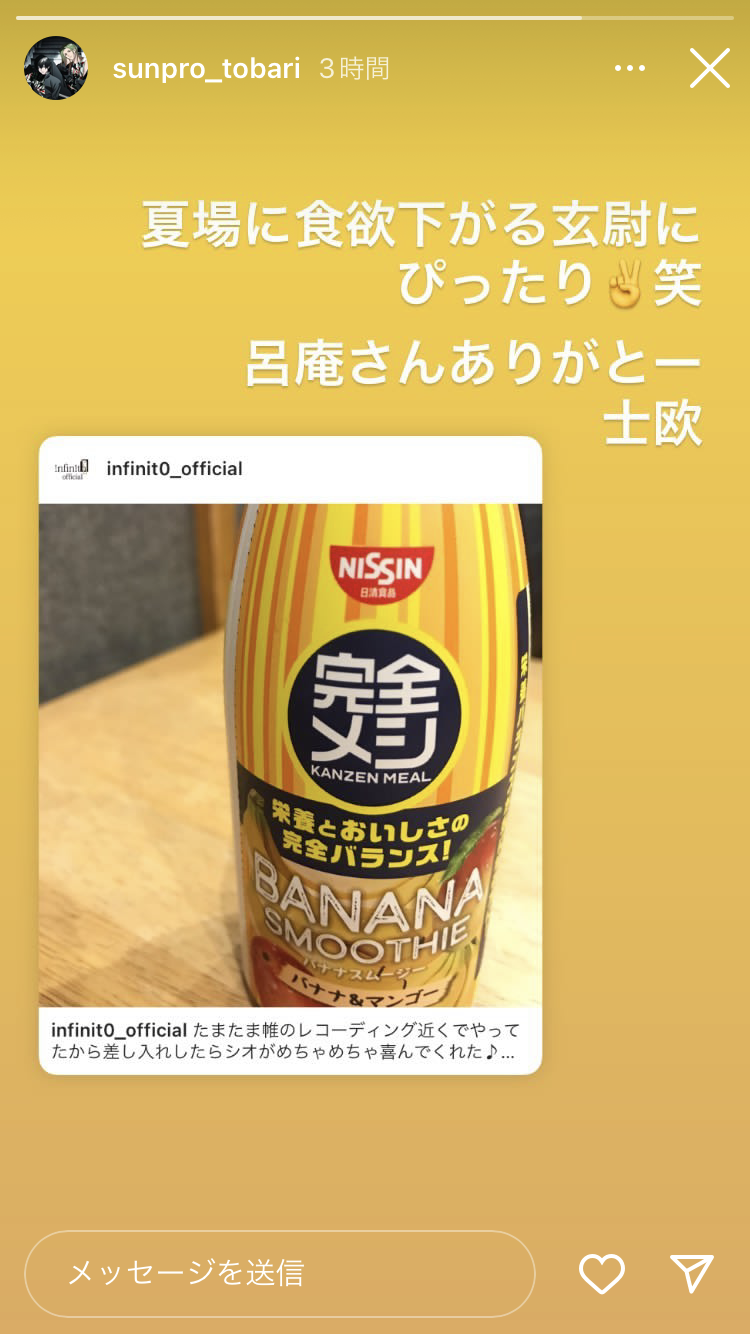 sunpro_tobari 3時間
夏場に食欲下がる玄尉に
ぴったり✌笑
呂庵さんありがとー
士欧
infinit0
official
infinit0_official
NISSIN
日清食品
完全
メシ
KANZEN MEAL
栄養とおいしさの
完全バランス!
BANANA
SMOOTHIE
バナナスムージー
バナナ&マンゴー
infinit0_official たまたま帷のレコーディング近くでやって
たから差し入れしたらシオがめちゃめちゃ喜んでくれた♪...
メッセージを送信